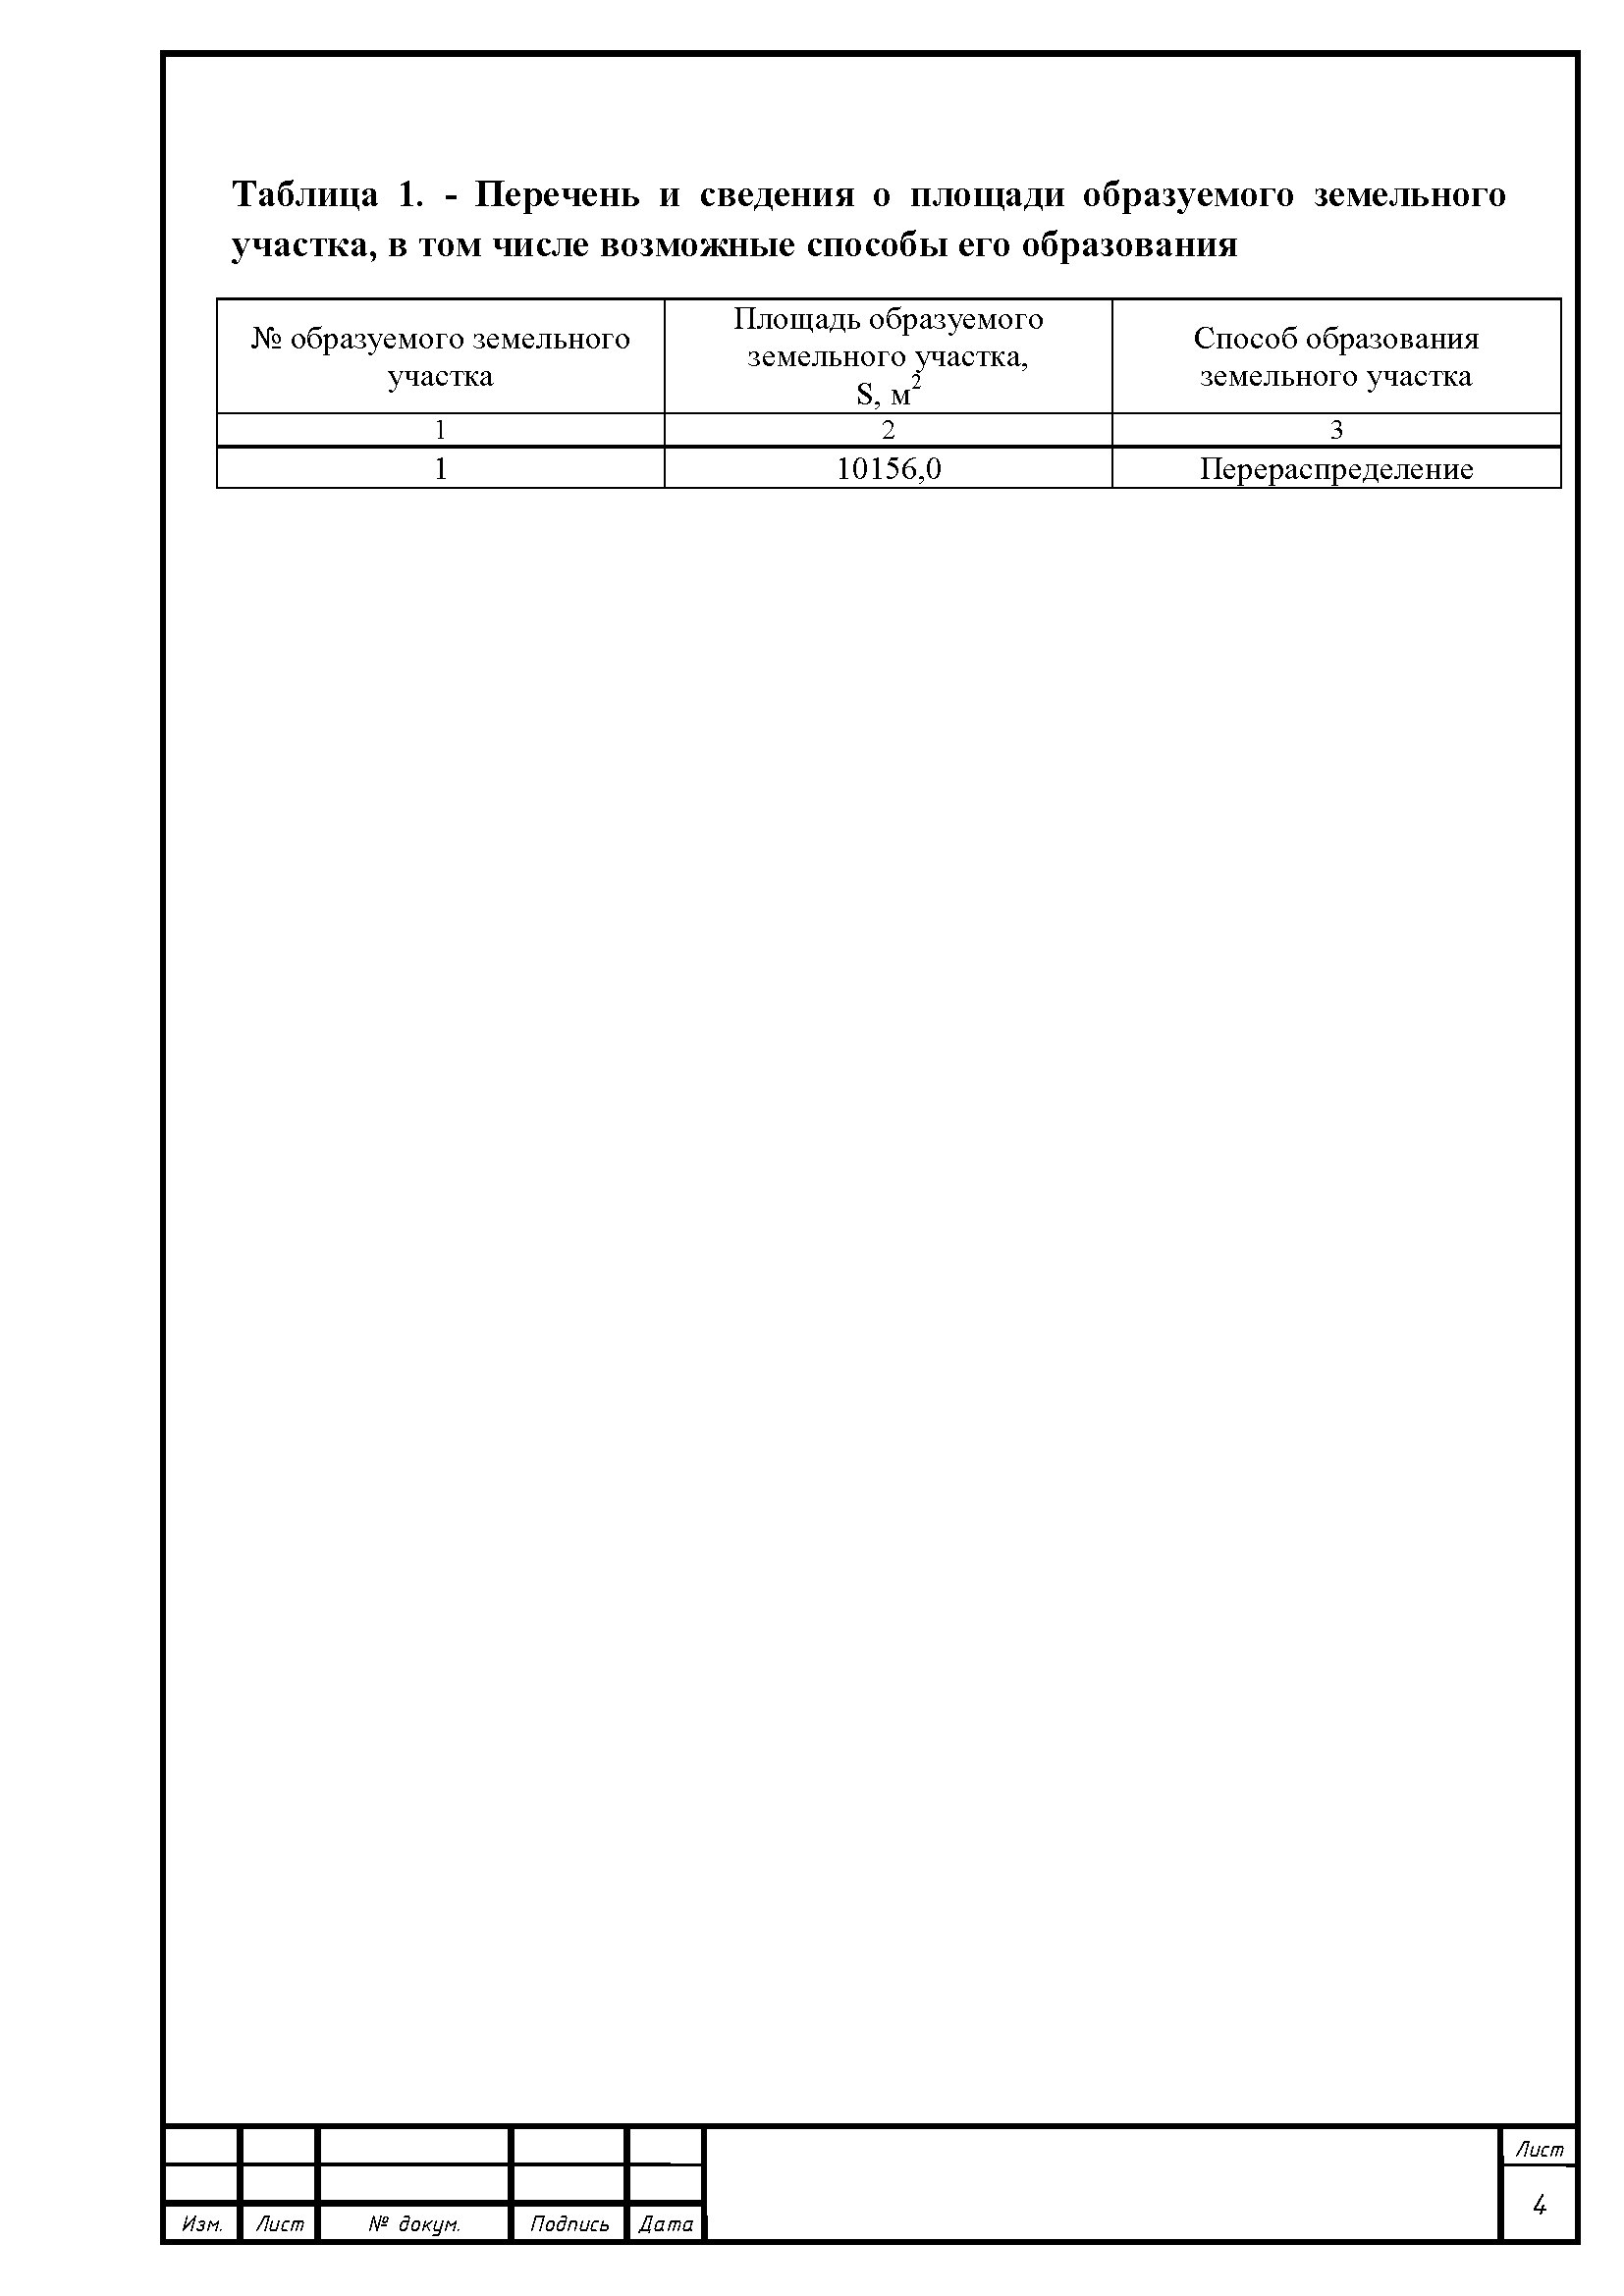 Таблица 1. - Перечень и сведения о площади образуемого земельного
участка, в том числе возможные способы его образования
№ образуемого земельного
участка
Площадь образуемого
земельного участка,
S, м²
Способ образования
земельного участка
1
2
3
1
10156,0
Перераспределение
Лист
4
Изм.
Лист
№ докум.
Подпись
Дата